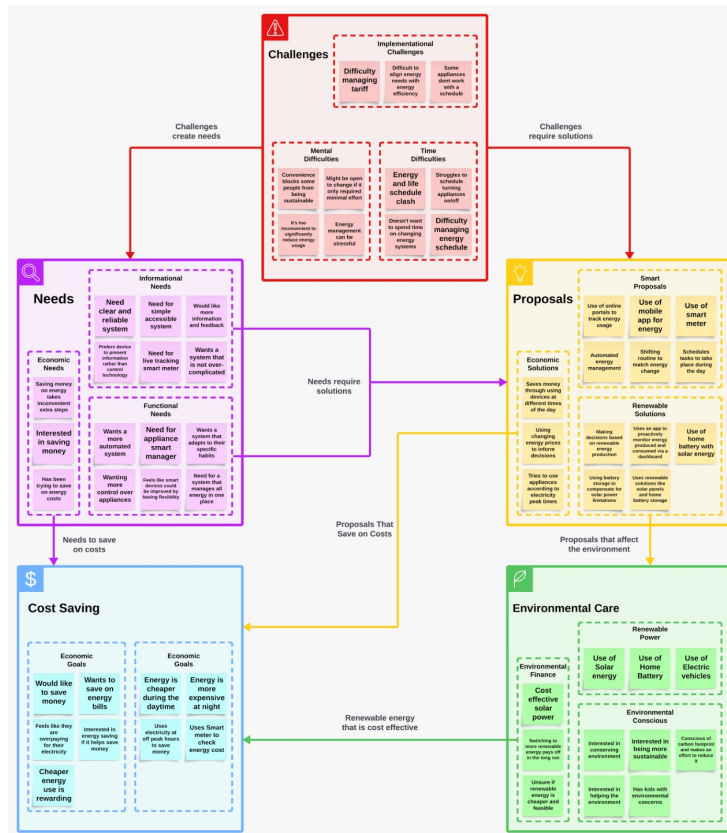 Challenges
Implementational
Challenges
Difficulty
managing
tariff
Difficult to
align energy
needs with
energy
efficiency
Some
appliances
dont work
with a
schedule
Mental
Difficulties
Convenience
blocks some
people from
being
sustainable
Might be open
to change if it
only required
minimal effort
It's too
inconvenient to
significantly
reduce energy
usage
Energy
management
can be
stressful
Time
Difficulties
Energy
and life
schedule
clash
Struggles to
schedule
turning
appliances
on/off
Doesn't want
to spend time
on changing
energy
systems
Difficulty
managing
energy
schedule
Challenges
create needs
Challenges
require solutions
Needs
Informational
Needs
Need
clear and
reliable
system
Need for
simple
accessible
system
Would like
more
information
and feedback
Prefers device
to present
information
rather than
control
technology
Need for
live tracking
smart meter
Wants a
system that
is not over-
complicated
Economic
Needs
Saving money
on energy
takes
inconvenient
extra steps
Interested
in saving
money
Has been
trying to save
on energy
costs
Functional
Needs
Wants a
more
automated
system
Need for
appliance
smart
manager
Wants a
system that
adapts to their
specific
habits
Wanting
more control
over
appliances
Feels like smart
devices could
be improved by
having flexibility
Need for a
system that
manages all
energy in one
place
Needs require
solutions
Proposals
Smart
Proposals
Use of online
portals to
track energy
usage
Use of
mobile
app for
energy
Use of
smart
meter
Automated
energy
management
Shifting
routine to
match energy
change
Schedules
tasks to take
place during
the day
Economic
Solutions
Saves money
through using
devices at
different times
of the day
Using
changing
energy prices
to inform
decisions
Tries to use
appliances
according to
electricity
peak times
Renewable
Solutions
Making
decisions based
on renewable
energy
production
Uses an app to
proactively
monitor energy
produced and
consumed via a
dashboard
Use of
home
battery with
solar energy
Using battery
storage to
compensate for
solar power
limitations
Uses renewable
solutions like
solar panels and
home battery
storage
Needs to save
on costs
Proposals That
Save on Costs
Proposals that affect
the environment
$
Cost Saving
Economic
Goals
Would like
to save
money
Wants to
save on
energy
bills
Feels like they
are
overpaying
for their
electricity
Interested in
energy saving
if it helps save
money
Cheaper
energy
use is
rewarding
Economic
Goals
Energy is
cheaper
during the
daytime
Energy is
more
expensive
at night
Uses
electricity at
off peak hours
to save
money
Uses Smart
meter to
check
energy cost
Renewable energy
that is cost effective
Environmental Care
Renewable
Power
Use of
Solar
energy
Use of
Home
Battery
Use of
Electric
vehicles
Environmental
Finance
Cost
effective
solar
power
Switching to
more renewable
energy pays off
in the long run
Unsure if
renewable
energy is
cheaper and
feasible
Environmental
Conscious
Interested in
conserving
environment
Interested in
being more
sustainable
Conscious of
carbon footprint
and makes an
effort to reduce
it
Interested in
helping the
environment
Has kids with
environmental
concerns